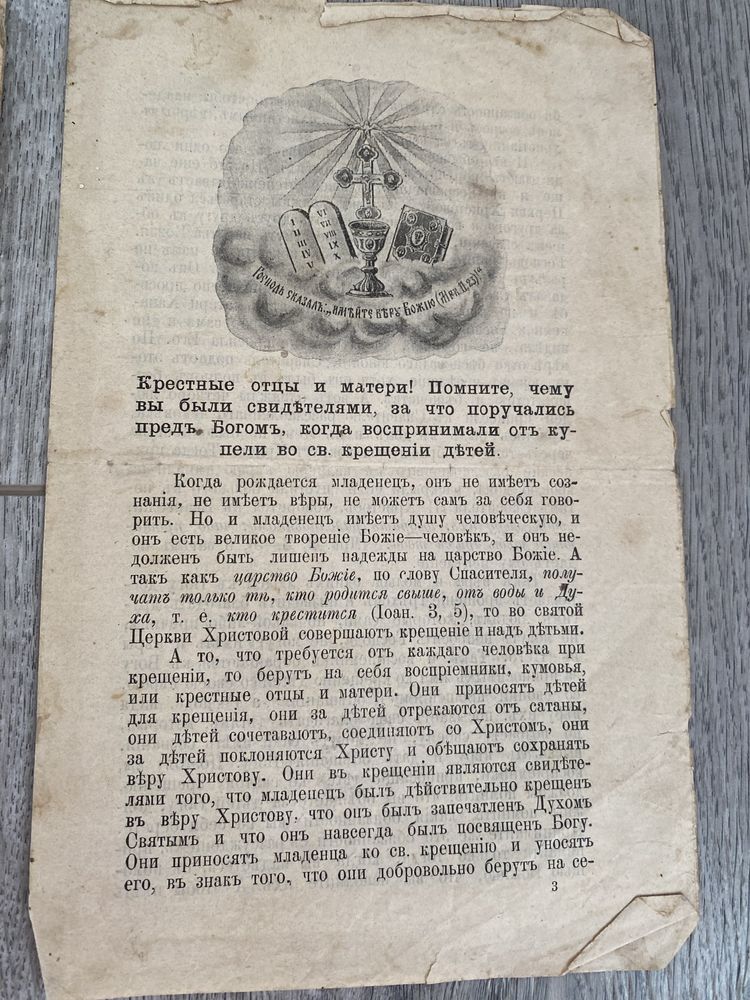 I
II
III
IV
V
VI
VII
VIII
IX
X
Господь сказалъ: „имѣйте вѣру Божію (Мрк. 11, 23)“
Крестные отцы и матери! Помните, чему
вы были свидѣтелями, за что поручались
предъ Богомъ, когда воспринимали отъ ку-
пели во св. крещеніи дѣтей.
Когда рождается младенецъ, онъ не имѣетъ соз-
нанія, не имѣетъ вѣры, не можетъ самъ за себя гово-
рить. Но и младенецъ имѣетъ душу человѣческую, и
онъ есть великое твореніе Божіе—человѣкъ, и онъ не-
долженъ быть лишенъ надежды на царство Божіе. А
такъ какъ царство Божіе, по слову Спасителя, полу-
чатъ только тѣ, кто родится свыше, отъ воды и Ду-
ха, т. е. кто крестится (Іоан. 3, 5), то во святой
Церкви Христовой совершаютъ крещеніе и надъ дѣтьми.
А то, что требуется отъ каждаго человѣка при
крещеніи, то берутъ на себя воспріемники, кумовья,
или крестные отцы и матери. Они приносятъ дѣтей
для крещенія, они за дѣтей отрекаются отъ сатаны,
они дѣтей сочетаваютъ, соединяютъ со Христомъ, они
за дѣтей поклоняются Христу и обѣщаютъ сохранять
вѣру Христову. Они въ крещеніи являются свидѣте-
лями того, что младенецъ былъ дѣйствительно крещенъ
въ вѣру Христову, что онъ былъ запечатленъ Духомъ
Святымъ и что онъ навсегда былъ посвященъ Богу.
Они приносятъ младенца ко св. крещенію и уносятъ
его, въ знакъ того, что они добровольно берутъ на се-
3